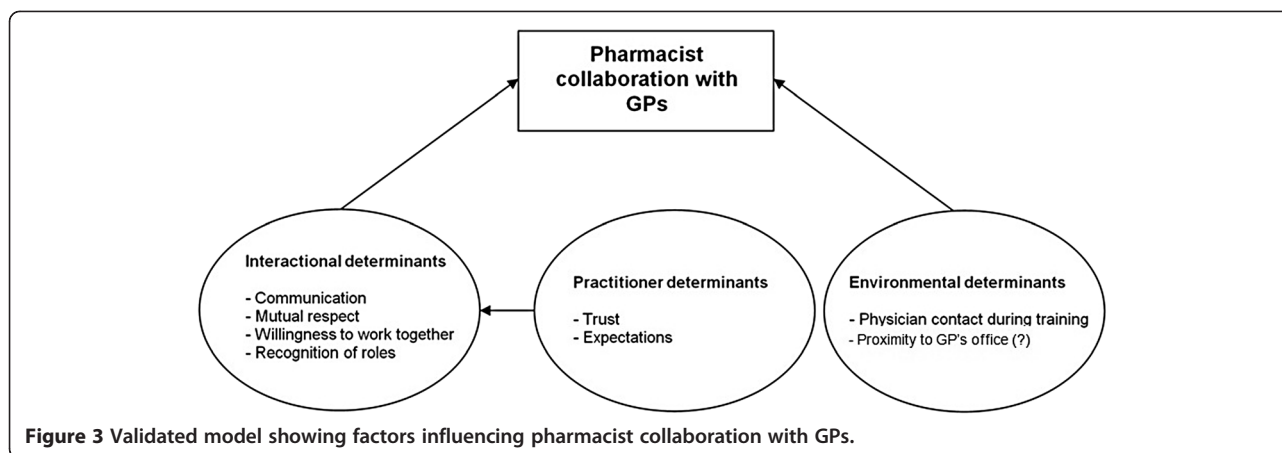 Pharmacist
collaboration with
GPs
Interactional determinants
- Communication
- Mutual respect
- Willingness to work together
- Recognition of roles
Practitioner determinants
- Trust
- Expectations
Environmental determinants
- Physician contact during training
- Proximity to GP's office (?)
Figure 3 Validated model showing factors influencing pharmacist collaboration with GPs.